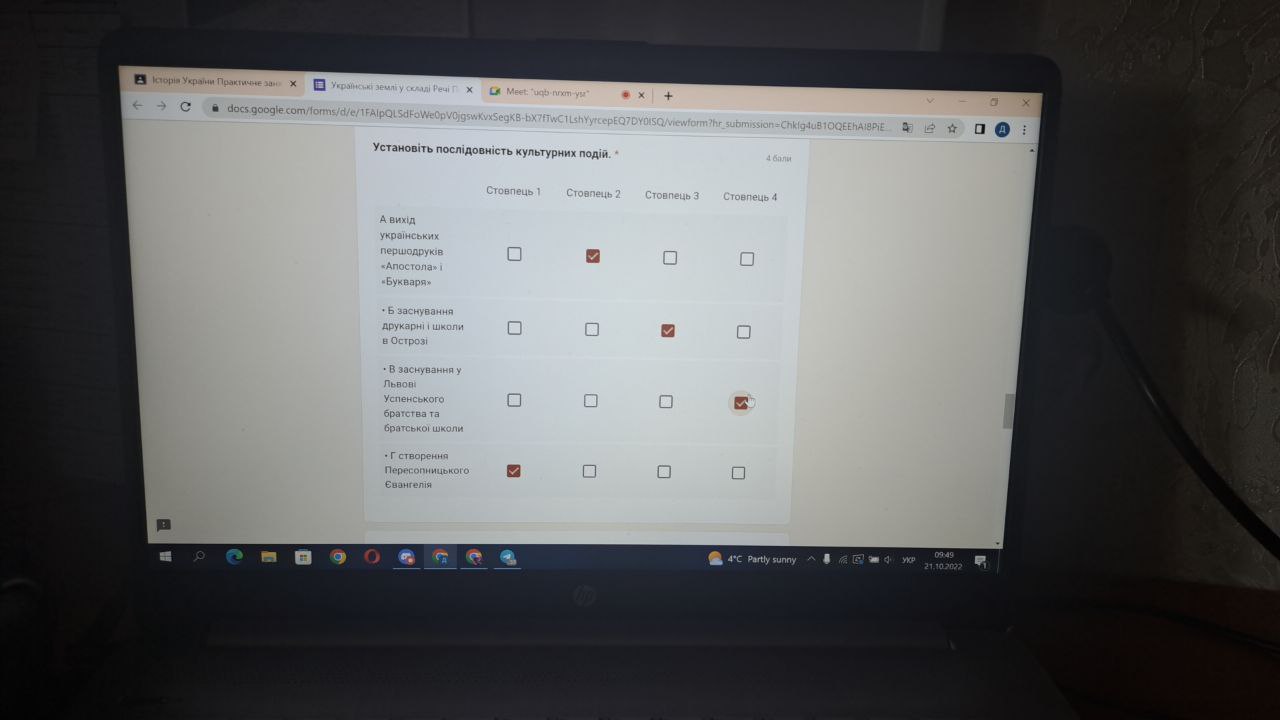 Історія України Практичне зан
Українські землі у складі Речі П
Meet: "uqb-nrxm-ysr"
docs.google.com/forms/d/e/1FAIpQLSdFoWe0pV0jgswKvxSegKB-bX7fTwC1LshYyrcepEQ7DY0ISQ/viewform?hr_submission=ChkIg4uB1OQEEhAI8PiE...
Д
Установіть послідовність культурних подій. *
4 бали
Стовпець 1 Стовпець 2 Стовпець 3 Стовпець 4
А вихід
українських
першодруків
«Апостола» і
«Букваря»
• Б заснування
друкарні і школи
в Острозі
• В заснування у
Львові
Успенського
братства та
братської школи
• Г створення
Пересопницького
Євангелія
4°C Partly sunny
УКР
09:49
21.10.2022
1
hp